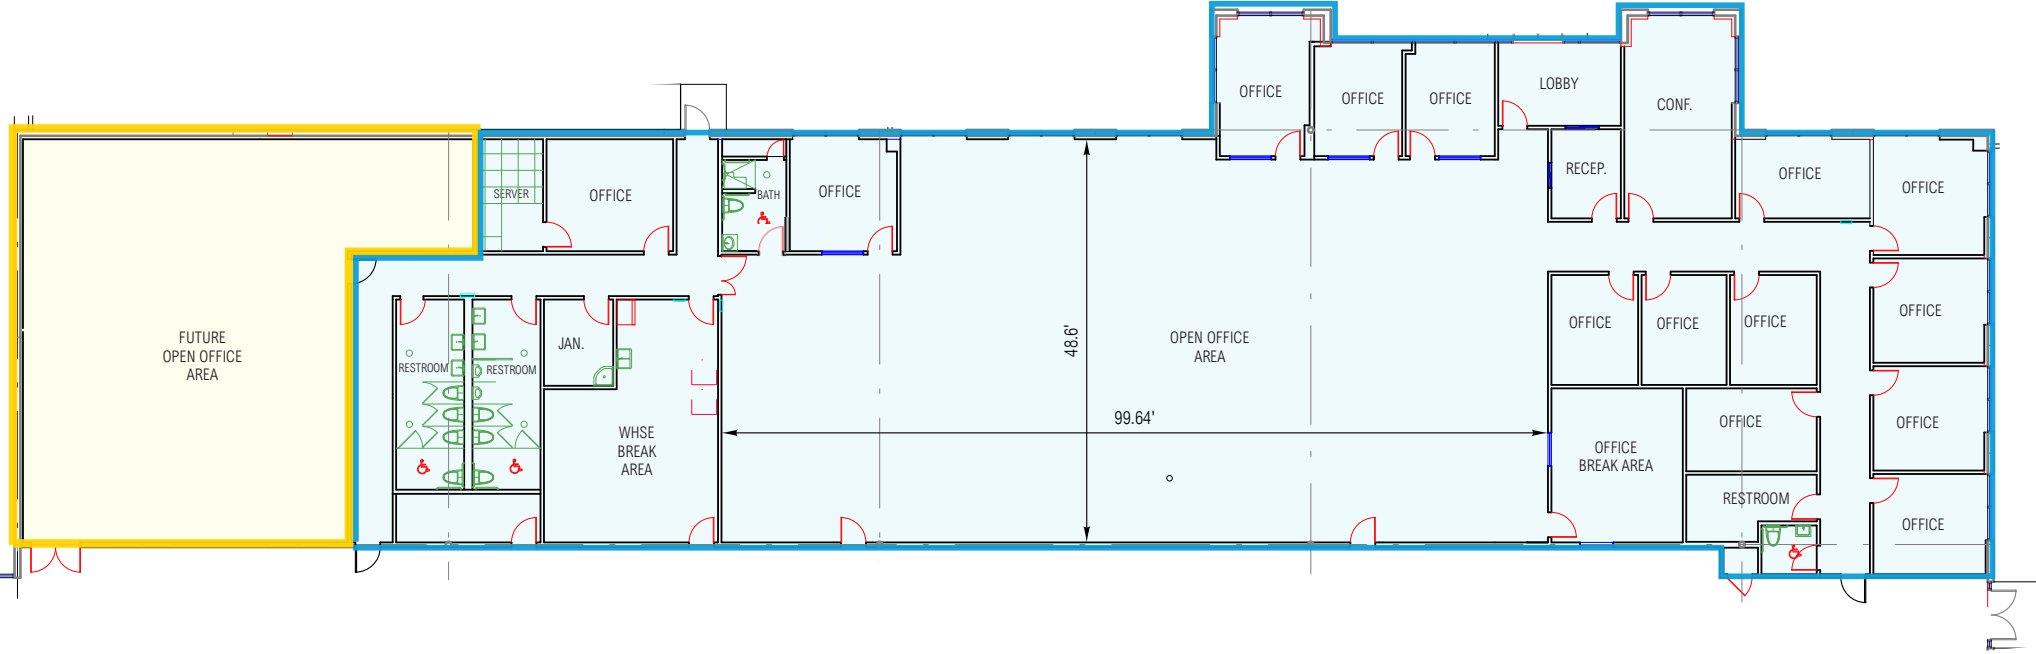 OFFICE
OFFICE
OFFICE
LOBBY
CONF.
SERVER
OFFICE
BATH
OFFICE
RECEP.
OFFICE
OFFICE
FUTURE
OPEN OFFICE
AREA
RESTROOM
RESTROOM
JAN.
WHSE
BREAK
AREA
48.6'
99.64'
OPEN OFFICE
AREA
OFFICE
OFFICE
OFFICE
OFFICE
OFFICE
OFFICE
OFFICE
BREAK AREA
RESTROOM
OFFICE